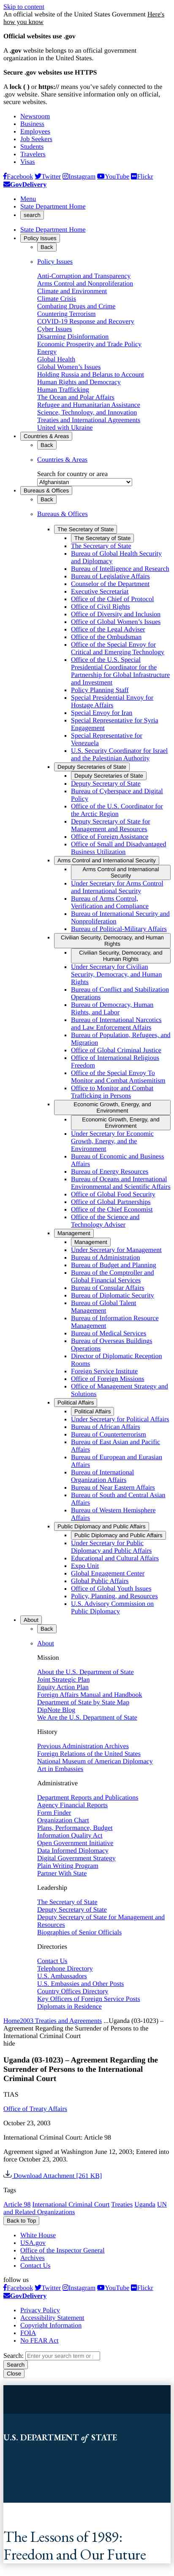 Skip to content
An official website of the United States Government Here's
how you know
Official websites use .gov
A .gov website belongs to an official government
organization in the United States.
Secure .gov websites use HTTPS
A lock ( ) or https:// means you've safely connected to the
.gov website. Share sensitive information only on official,
secure websites.
Newsroom
Business
Employees
Job Seekers
Students
Travelers
Visas
Facebook Twitter Instagram YouTube Flickr
GovDelivery
Menu
State Department Home
search
State Department Home
Policy Issues
Back
Policy Issues
Anti-Corruption and Transparency
Arms Control and Nonproliferation
Climate and Environment
Climate Crisis
Combating Drugs and Crime
Countering Terrorism
COVID-19 Response and Recovery
Cyber Issues
Disarming Disinformation
Economic Prosperity and Trade Policy
Energy
Global Health
Global Women's Issues
Holding Russia and Belarus to Account
Human Rights and Democracy
Human Trafficking
The Ocean and Polar Affairs
Refugee and Humanitarian Assistance
Science, Technology, and Innovation
Treaties and International Agreements
United with Ukraine
Countries & Areas
Back
Countries & Areas
Search for country or area
Afghanistan
Bureaus & Offices
Back
Bureaus & Offices
The Secretary of State
The Secretary of State
The Secretary of State
Bureau of Global Health Security
and Diplomacy
Bureau of Intelligence and Research
Bureau of Legislative Affairs
Counselor of the Department
Executive Secretariat
Office of the Chief of Protocol
Office of Civil Rights
Office of Diversity and Inclusion
Office of Global Women's Issues
Office of the Legal Adviser
Office of the Ombudsman
Office of the Special Envoy for
Critical and Emerging Technology
Office of the U.S. Special
Presidential Coordinator for the
Partnership for Global Infrastructure
and Investment
Policy Planning Staff
Special Presidential Envoy for
Hostage Affairs
Special Envoy for Iran
Special Representative for Syria
Engagement
Special Representative for
Venezuela
U.S. Security Coordinator for Israel
and the Palestinian Authority
Deputy Secretaries of State
Deputy Secretaries of State
Deputy Secretary of State
Bureau of Cyberspace and Digital
Policy
Office of the U.S. Coordinator for
the Arctic Region
Deputy Secretary of State for
Management and Resources
Office of Foreign Assistance
Office of Small and Disadvantaged
Business Utilization
Arms Control and International Security
Arms Control and International
Security
Under Secretary for Arms Control
and International Security
Bureau of Arms Control,
Verification and Compliance
Bureau of International Security and
Nonproliferation
Bureau of Political-Military Affairs
Civilian Security, Democracy, and Human
Rights
Civilian Security, Democracy, and
Human Rights
Under Secretary for Civilian
Security, Democracy, and Human
Rights
Bureau of Conflict and Stabilization
Operations
Bureau of Democracy, Human
Rights, and Labor
Bureau of International Narcotics
and Law Enforcement Affairs
Bureau of Population, Refugees, and
Migration
Office of Global Criminal Justice
Office of International Religious
Freedom
Office of the Special Envoy To
Monitor and Combat Antisemitism
Office to Monitor and Combat
Trafficking in Persons
Economic Growth, Energy, and
Environment
Economic Growth, Energy, and
Environment
Under Secretary for Economic
Growth, Energy, and the
Environment
Bureau of Economic and Business
Affairs
Bureau of Energy Resources
Bureau of Oceans and International
Environmental and Scientific Affairs
Office of Global Food Security
Office of Global Partnerships
Office of the Chief Economist
Office of the Science and
Technology Adviser
Management
Management
Under Secretary for Management
Bureau of Administration
Bureau of Budget and Planning
Bureau of the Comptroller and
Global Financial Services
Bureau of Consular Affairs
Bureau of Diplomatic Security
Bureau of Global Talent
Management
Bureau of Information Resource
Management
Bureau of Medical Services
Bureau of Overseas Buildings
Operations
Director of Diplomatic Reception
Rooms
Foreign Service Institute
Office of Foreign Missions
Office of Management Strategy and
Solutions
Political Affairs
Political Affairs
Under Secretary for Political Affairs
Bureau of African Affairs
Bureau of Counterterrorism
Bureau of East Asian and Pacific
Affairs
Bureau of European and Eurasian
Affairs
Bureau of International
Organization Affairs
Bureau of Near Eastern Affairs
Bureau of South and Central Asian
Affairs
Bureau of Western Hemisphere
Affairs
Public Diplomacy and Public Affairs
Public Diplomacy and Public Affairs
Under Secretary for Public
Diplomacy and Public Affairs
Educational and Cultural Affairs
Expo Unit
Global Engagement Center
Global Public Affairs
Office of Global Youth Issues
Policy, Planning, and Resources
U.S. Advisory Commission on
Public Diplomacy
About
Back
About
Mission
About the U.S. Department of State
Joint Strategic Plan
Equity Action Plan
Foreign Affairs Manual and Handbook
Department of State by State Map
DipNote Blog
We Are the U.S. Department of State
History
Previous Administration Archives
Foreign Relations of the United States
National Museum of American Diplomacy
Art in Embassies
Administrative
Department Reports and Publications
Agency Financial Reports
Form Finder
Organization Chart
Plans, Performance, Budget
Information Quality Act
Open Government Initiative
Data Informed Diplomacy
Digital Government Strategy
Plain Writing Program
Partner With State
Leadership
The Secretary of State
Deputy Secretary of State
Deputy Secretary of State for Management and
Resources
Biographies of Senior Officials
Directories
Contact Us
Telephone Directory
U.S. Ambassadors
U.S. Embassies and Other Posts
Country Offices Directory
Key Officers of Foreign Service Posts
Diplomats in Residence
Home2003 Treaties and Agreements ...Uganda (03-1023) –
Agreement Regarding the Surrender of Persons to the
International Criminal Court
hide
Uganda (03-1023) – Agreement Regarding the
Surrender of Persons to the International
Criminal Court
TIAS
Office of Treaty Affairs
October 23, 2003
International Criminal Court: Article 98
Agreement signed at Washington June 12, 2003; Entered into
force October 23, 2003.
Download Attachment [261 KB]
Tags
Article 98 International Criminal Court Treaties Uganda UN
and Related Organizations
Back to Top
White House
USA.gov
Office of the Inspector General
Archives
Contact Us
follow us
Facebook Twitter Instagram YouTube Flickr
GovDelivery
Privacy Policy
Accessibility Statement
Copyright Information
FOIA
No FEAR Act
Search: Enter your search term or
Search
Close
U.S. DEPARTMENT of STATE
The Lessons of 1989:
Freedom and Our Future